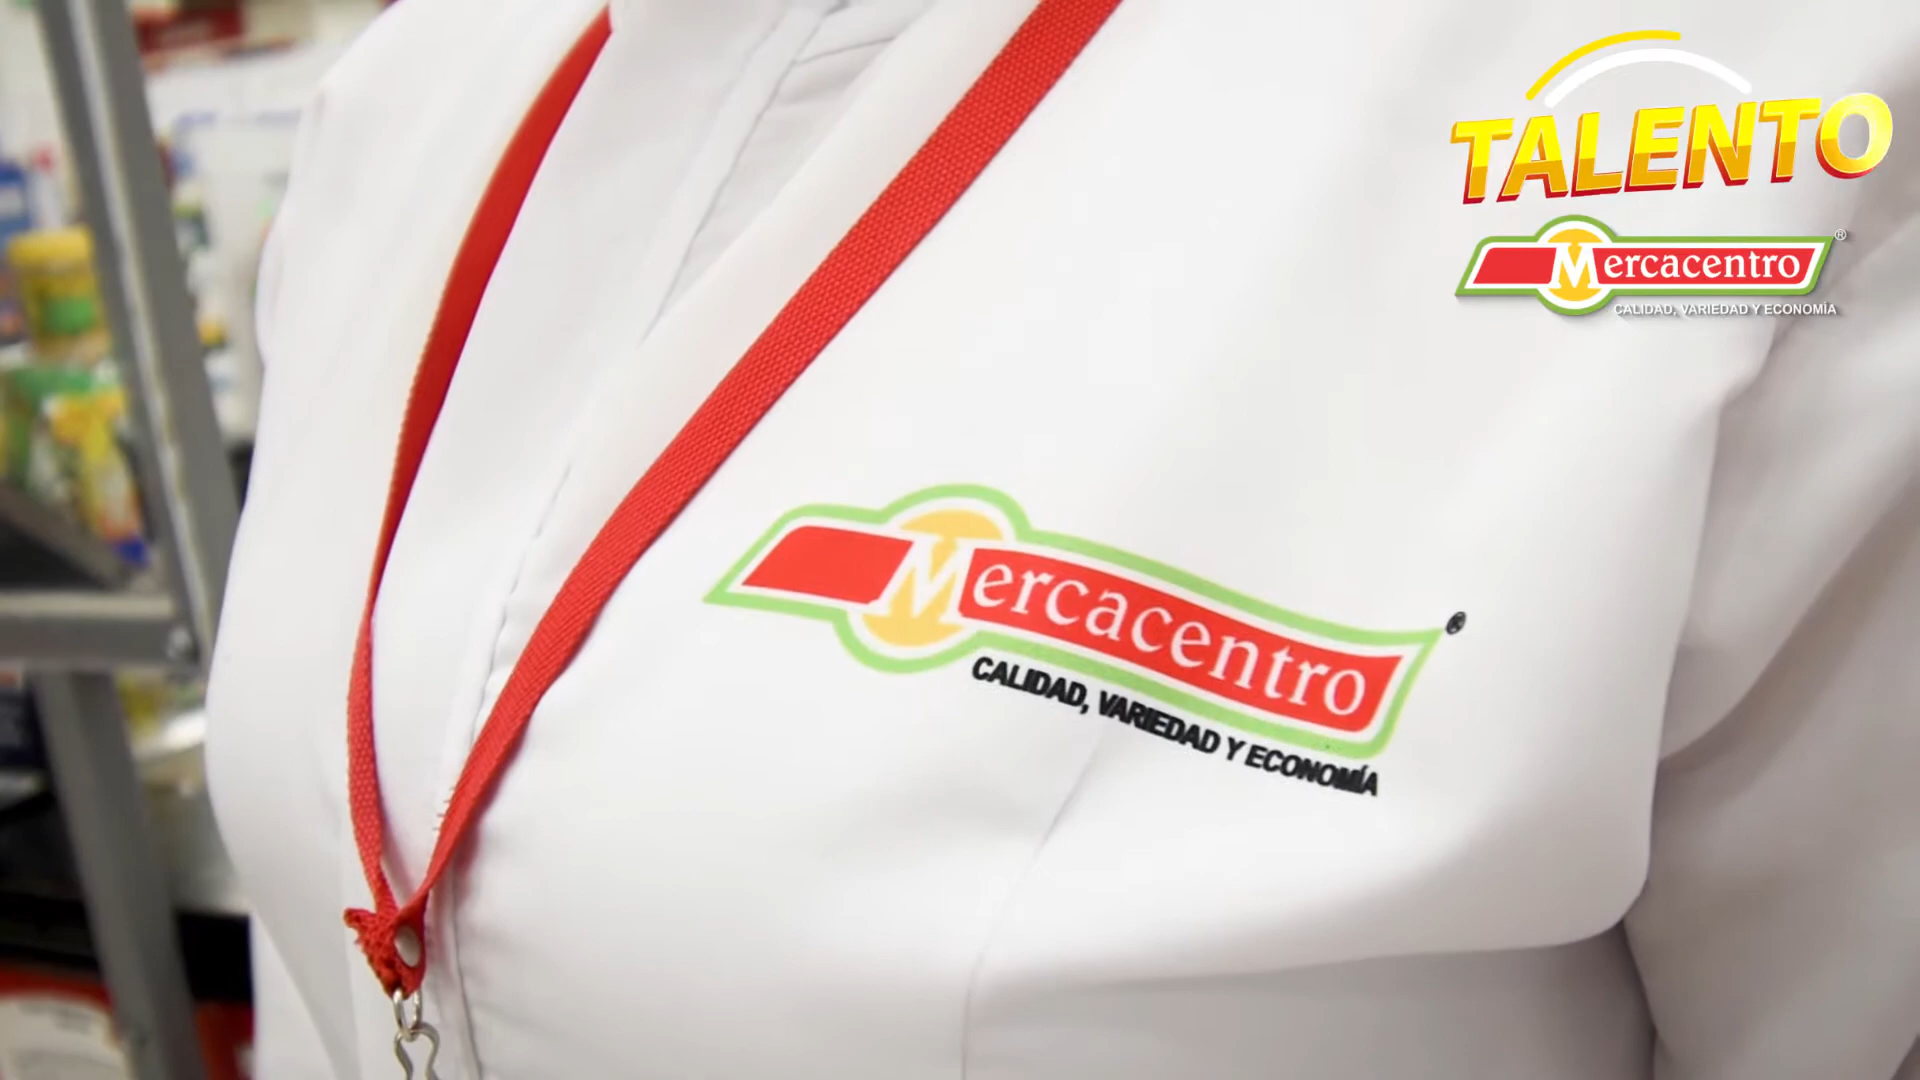 TALENTO
Mercacentro®
CALIDAD, VARIEDAD Y ECONOMÍA
Mercacentro®
CALIDAD, VARIEDAD Y ECONOMÍA